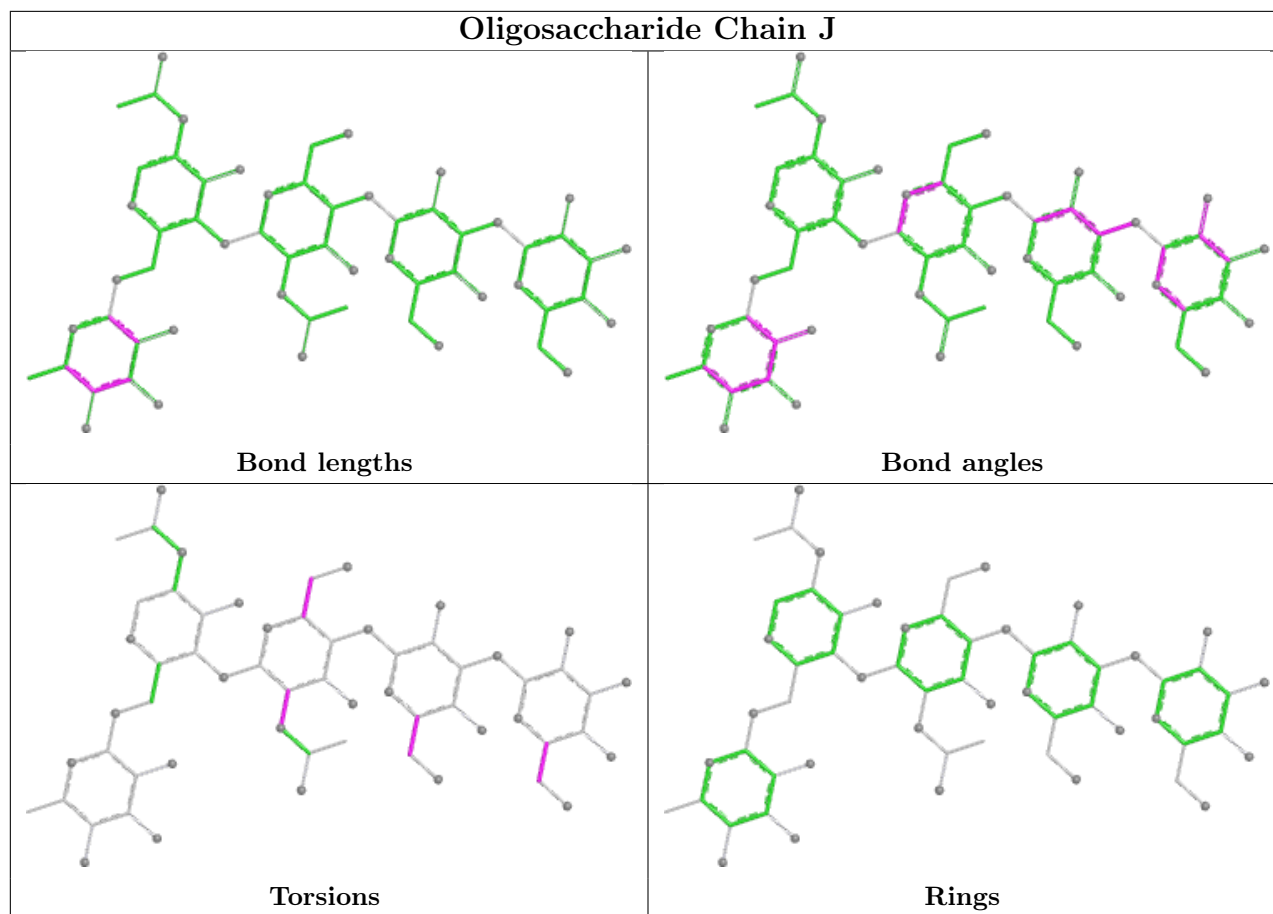 Oligosaccharide Chain J
Bond lengths
Bond angles
Torsions
Rings